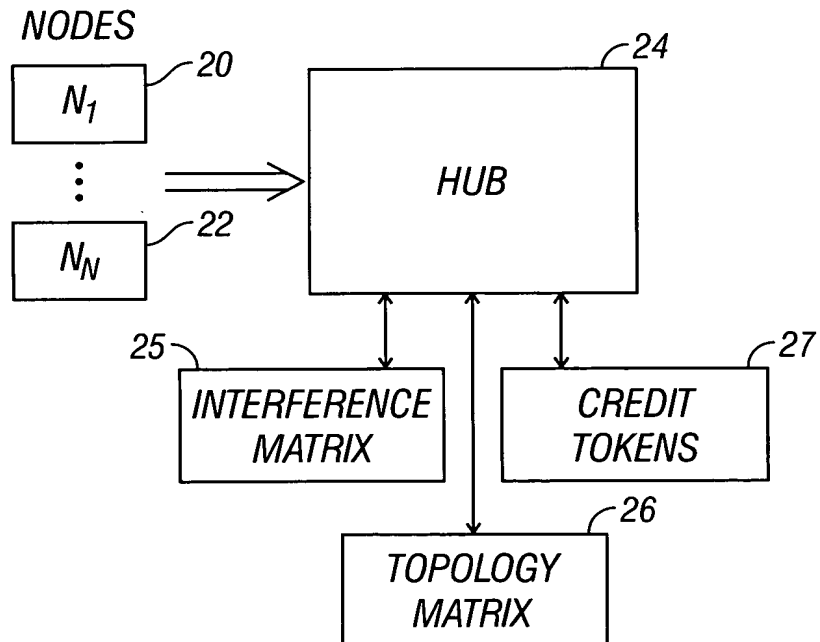 NODES
20
N1
24
HUB
22
NN
25
INTERFERENCE
MATRIX
27
CREDIT
TOKENS
26
TOPOLOGY
MATRIX